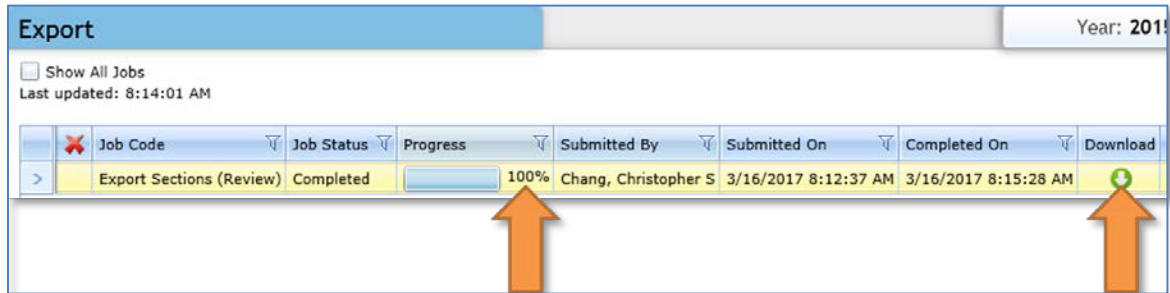 Export
Year: 2015
Show All Jobs
Last updated: 8:14:01 AM
Job Code Job Status Progress Submitted By Submitted On Completed On Download
Export Sections (Review) Completed 100% Chang, Christopher S 3/16/2017 8:12:37 AM 3/16/2017 8:15:28 AM